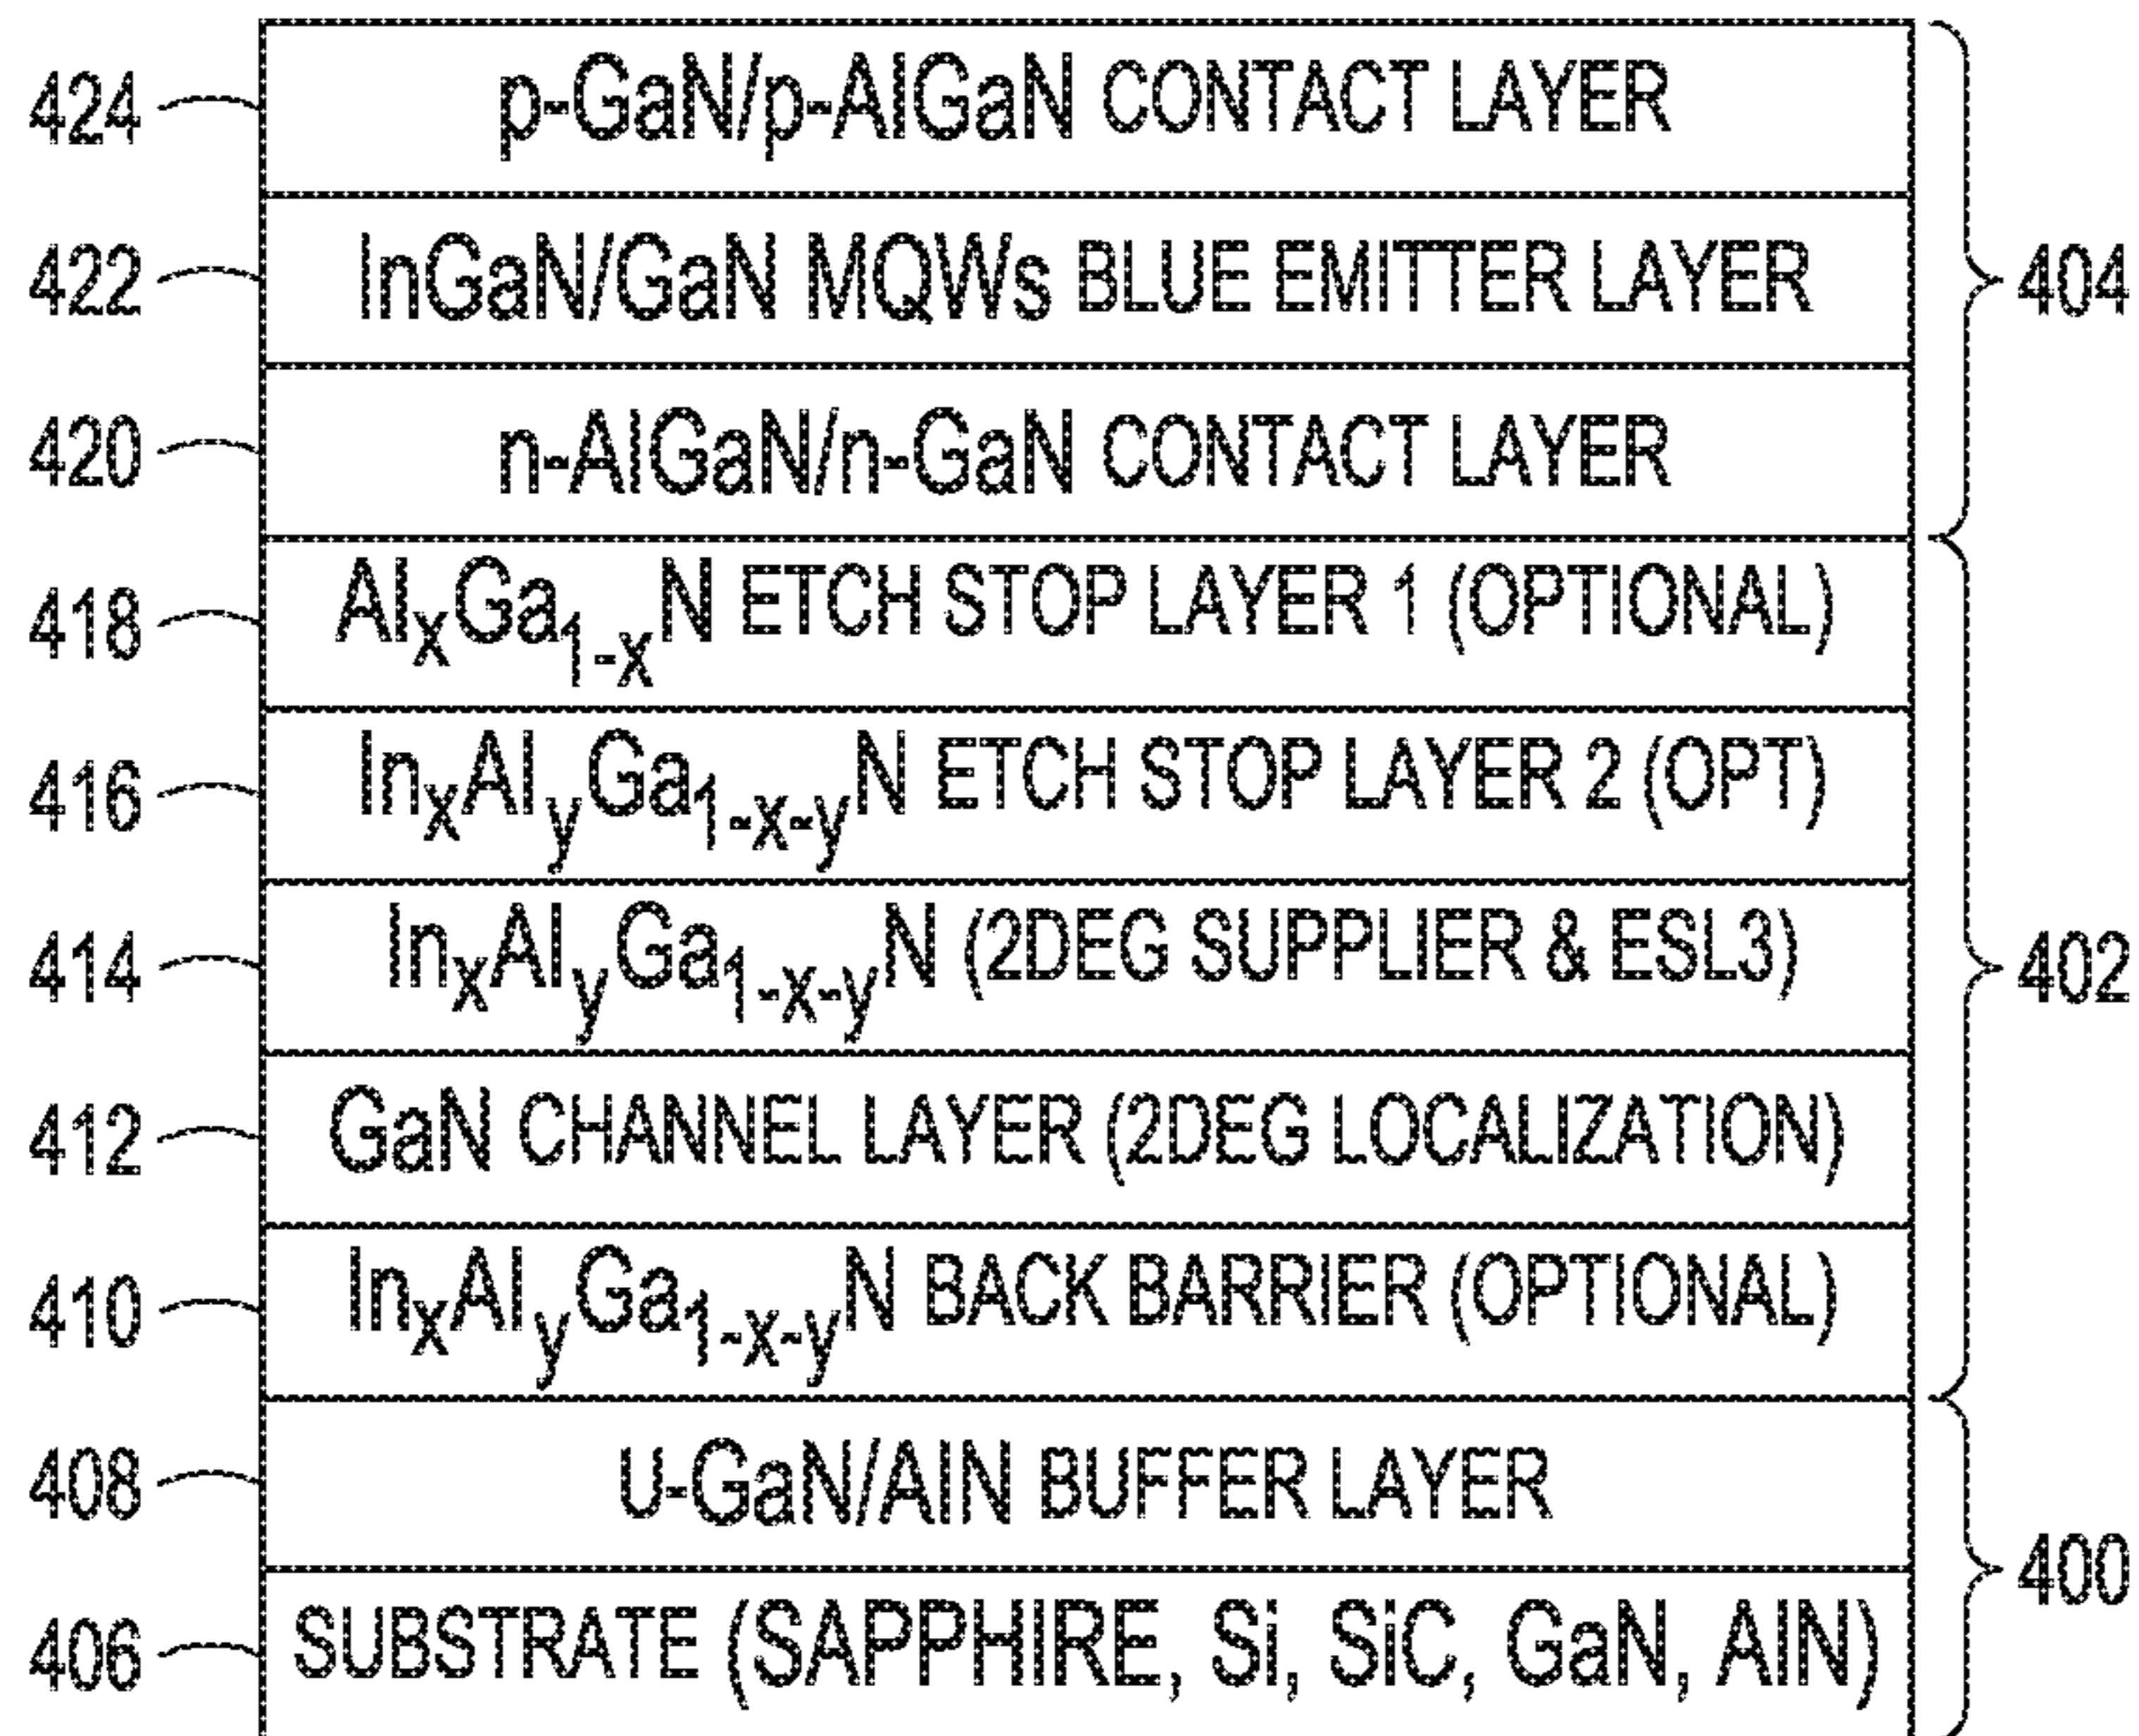 424 p-GaN/p-AlGaN CONTACT LAYER
422 InGaN/GaN MQWs BLUE EMITTER LAYER 404
420 n-AlGaN/n-GaN CONTACT LAYER
418 AlxGa1-xN ETCH STOP LAYER 1 (OPTIONAL)
416 InxAlyGa1-x-yN ETCH STOP LAYER 2 (OPT)
414 InxAlyGa1-x-yN (2DEG SUPPLIER & ESL3) 402
412 GaN CHANNEL LAYER (2DEG LOCALIZATION)
410 InxAlyGa1-x-yN BACK BARRIER (OPTIONAL)
408 U-GaN/AlN BUFFER LAYER
400
406 SUBSTRATE (SAPPHIRE, Si, SiC, GaN, AlN)